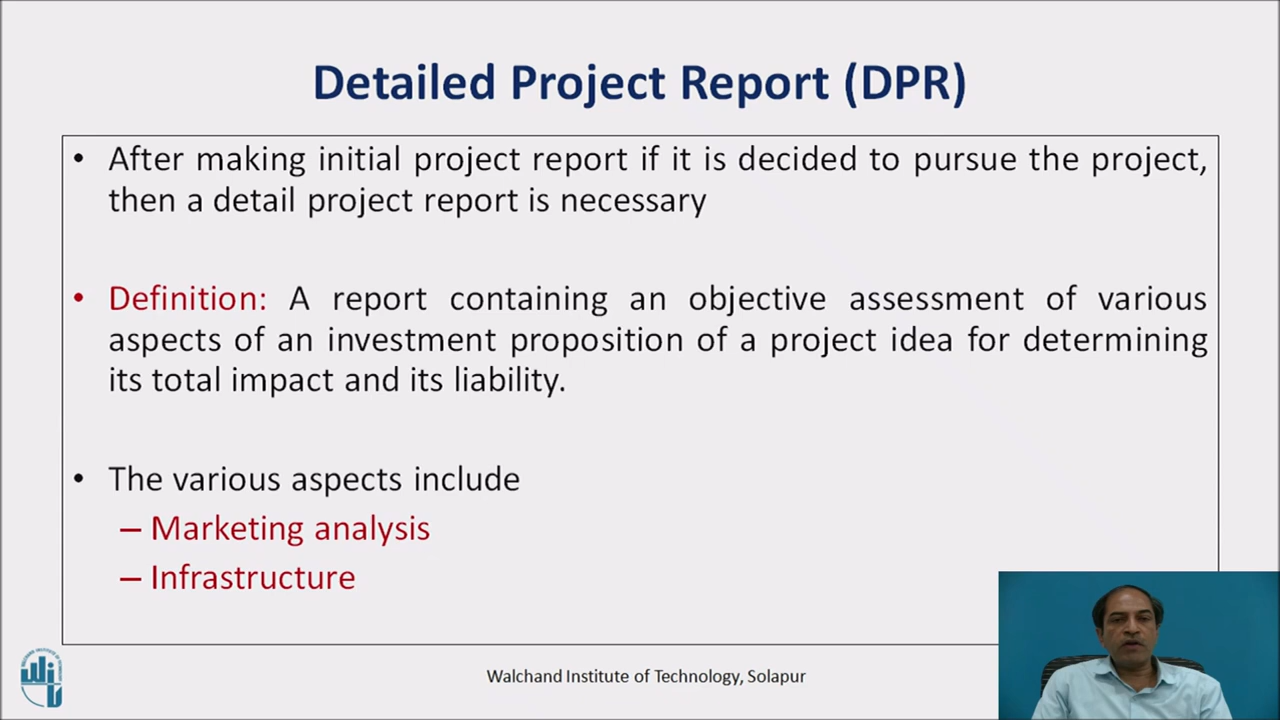 Detailed Project Report (DPR)
• After making initial project report if it is decided to pursue the project,
then a detail project report is necessary
• Definition: A report containing an objective assessment of various
aspects of an investment proposition of a project idea for determining
its total impact and its liability.
• The various aspects include
– Marketing analysis
– Infrastructure
Walchand Institute of Technology, Solapur